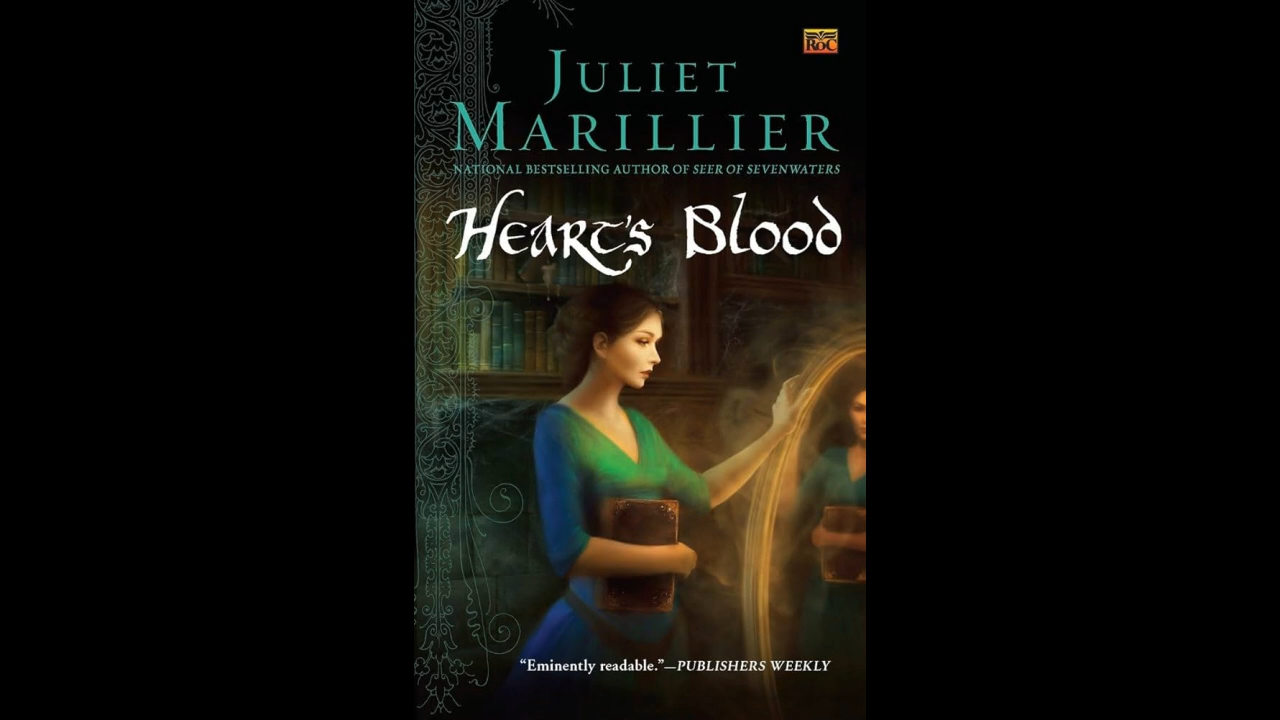 ROC
JULIET
MARILLIER
NATIONAL BESTSELLING AUTHOR OF SEER OF SEVENWATERS
HEART'S BLOOD
“Eminently readable.”—PUBLISHERS WEEKLY